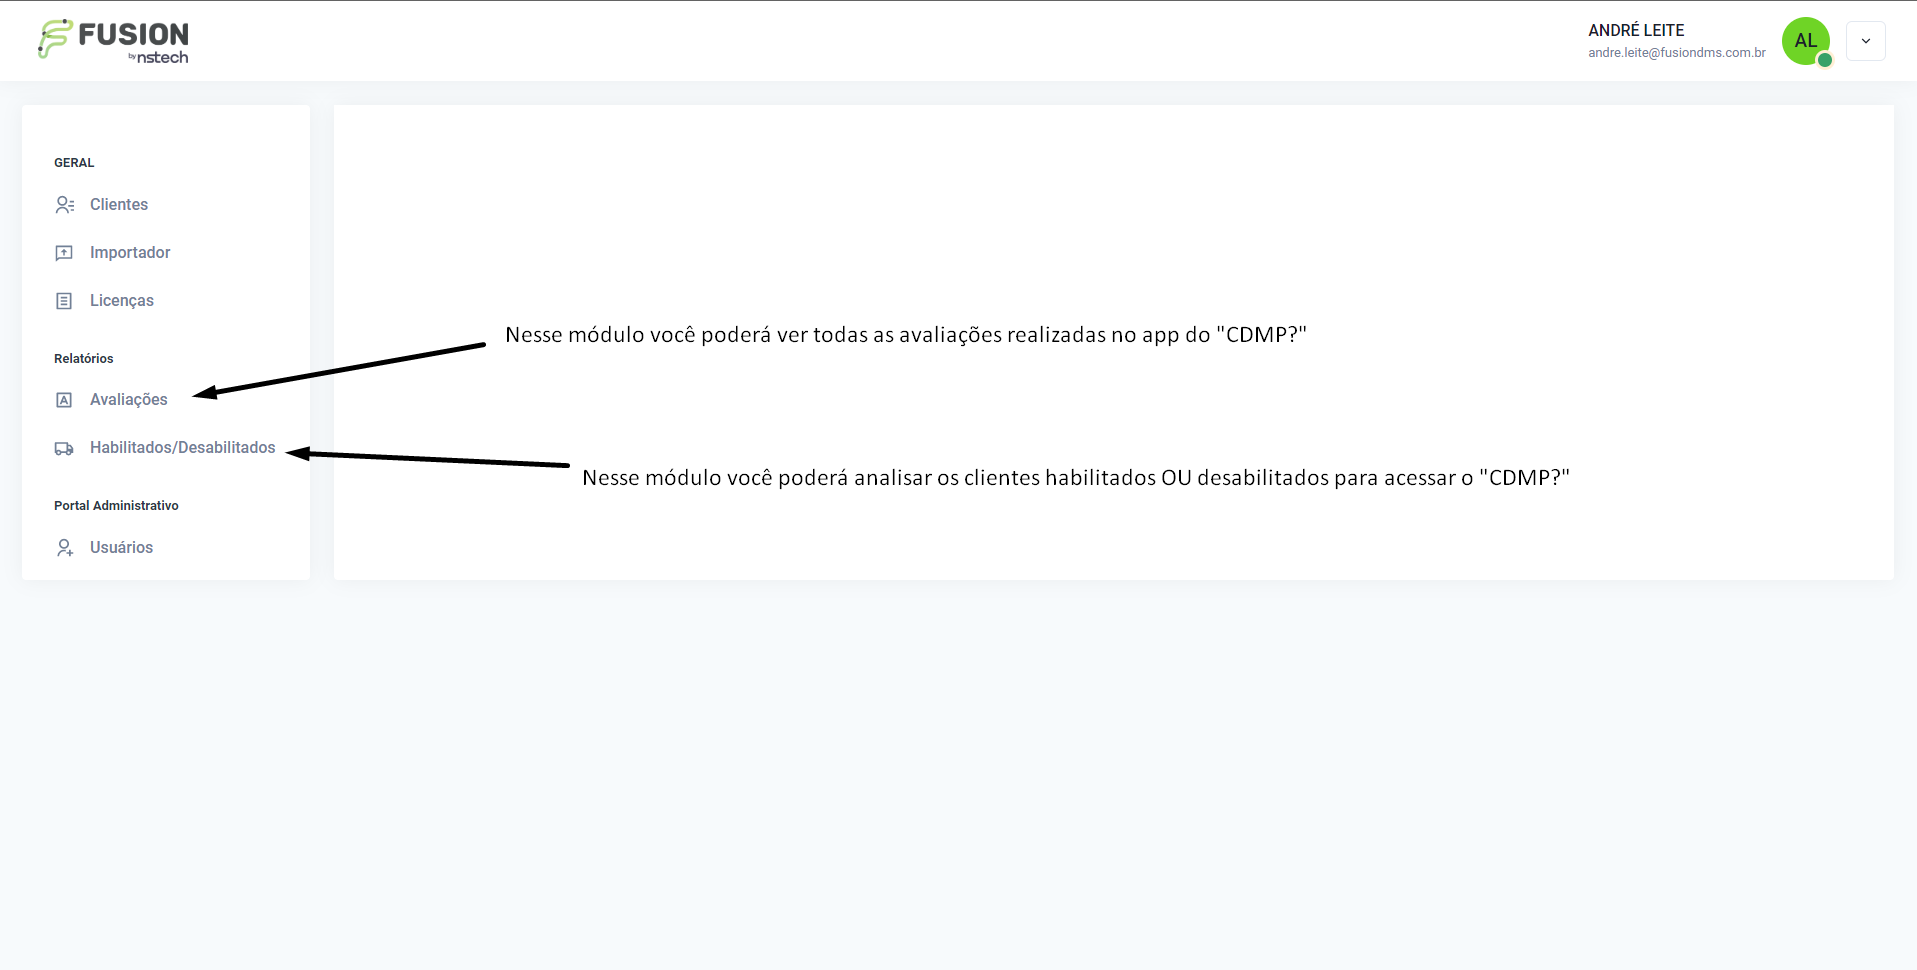 FUSION
by nstech
ANDRÉ LEITE
andre.leite@fusiondms.com.br
AL
GERAL
Clientes
Importador
Licenças
Relatórios
Avaliações
Habilitados/Desabilitados
Portal Administrativo
Usuários
Nesse módulo você poderá ver todas as avaliações realizadas no app do "CDMP?"
Nesse módulo você poderá analisar os clientes habilitados OU desabilitados para acessar o "CDMP?"